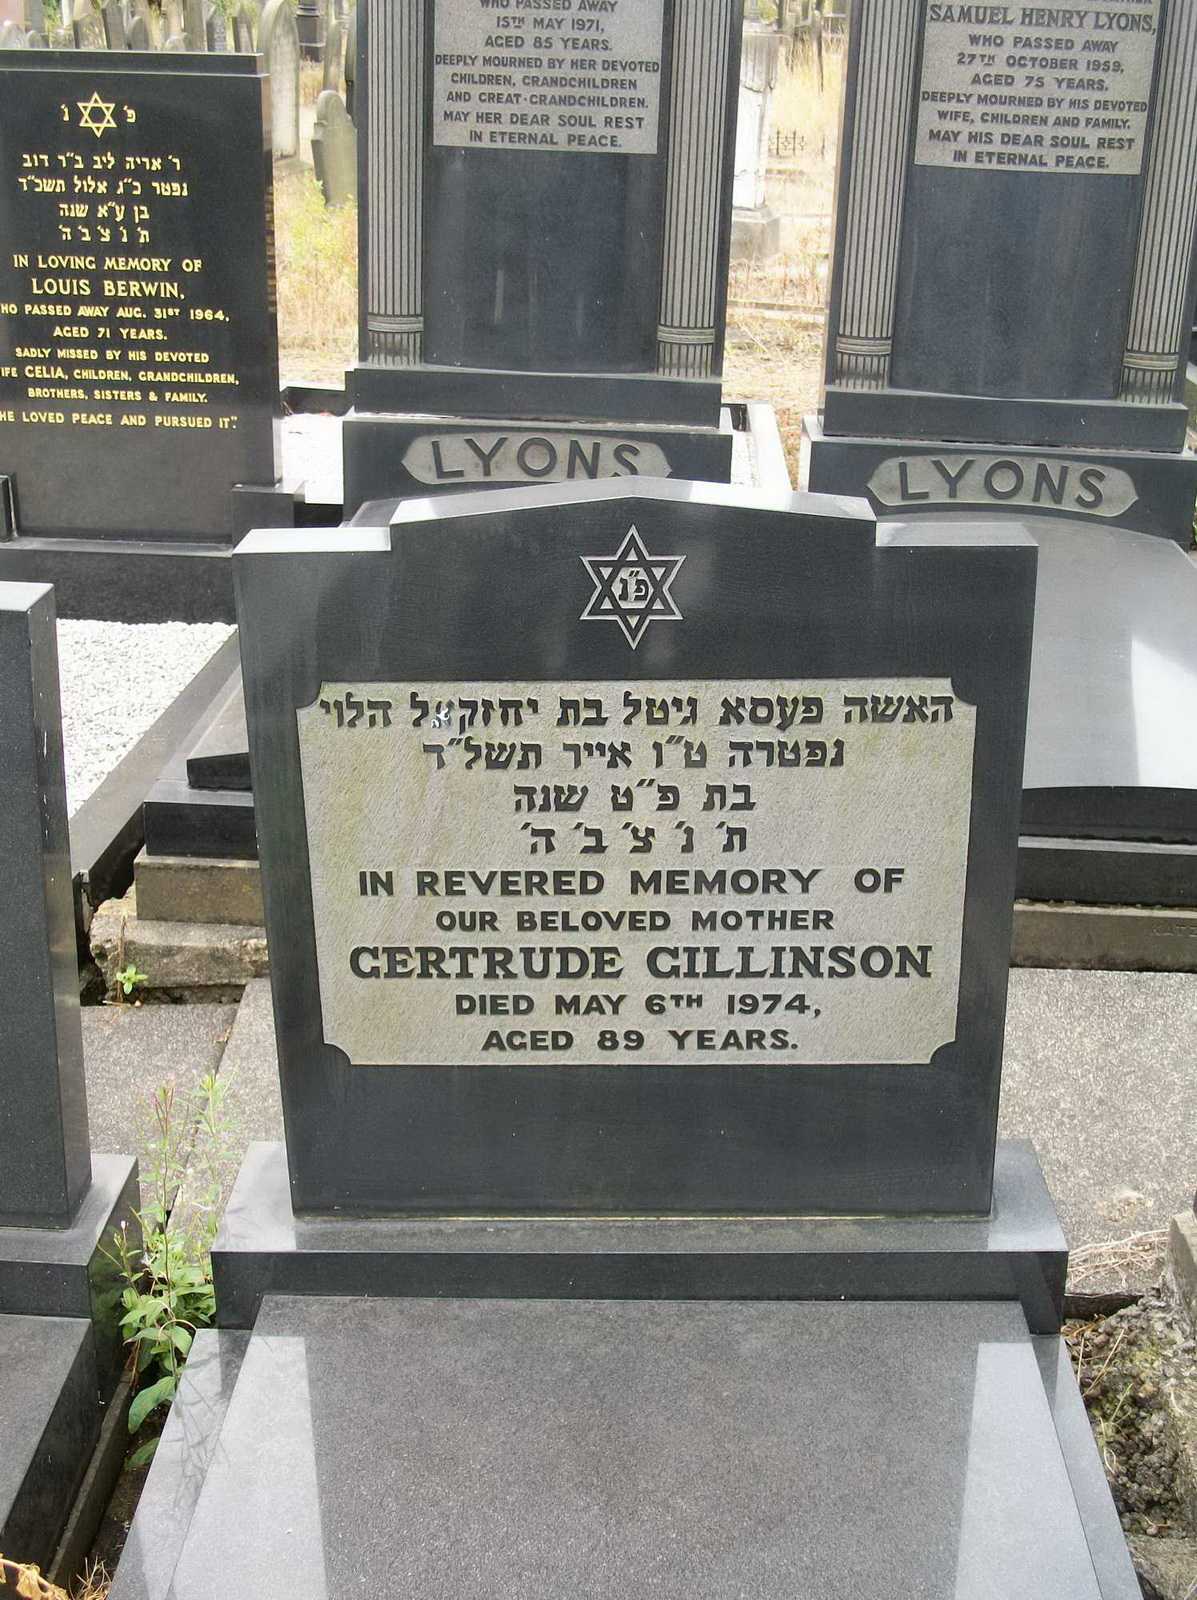 פ׳ נ׳
ר׳ אריה ליב ב״ר דוב
נפטר כ״ג אלול תשכ״ד
בן ע״א שנה
ת׳ נ׳ צ׳ ב׳ ה׳
IN LOVING MEMORY OF
LOUIS BERWIN,
HO PASSED AWAY AUG. 31ST 1964,
AGED 71 YEARS.
SADLY MISSED BY HIS DEVOTED
IFE CELIA, CHILDREN, GRANDCHILDREN,
BROTHERS, SISTERS & FAMILY.
HE LOVED PEACE AND PURSUED IT".
WHO PASSED AWAY
15TH MAY 1971,
AGED 85 YEARS.
DEEPLY MOURNED BY HER DEVOTED
CHILDREN, GRANDCHILDREN
AND GREAT-GRANDCHILDREN.
MAY HER DEAR SOUL REST
IN ETERNAL PEACE.
LYONS
SAMUEL HENRY LYONS,
WHO PASSED AWAY
27TH OCTOBER 1959,
AGED 75 YEARS.
DEEPLY MOURNED BY HIS DEVOTED
WIFE, CHILDREN AND FAMILY.
MAY HIS DEAR SOUL REST
IN ETERNAL PEACE.
LYONS
פ״נ
האשה פעסא גיטל בת יחזקאל הלוי
נפטרה ט״ו אייר תשל״ד
בת פ״ט שנה
ת׳ נ׳ צ׳ ב׳ ה׳
IN REVERED MEMORY OF
OUR BELOVED MOTHER
GERTRUDE GILLINSON
DIED MAY 6TH 1974,
AGED 89 YEARS.